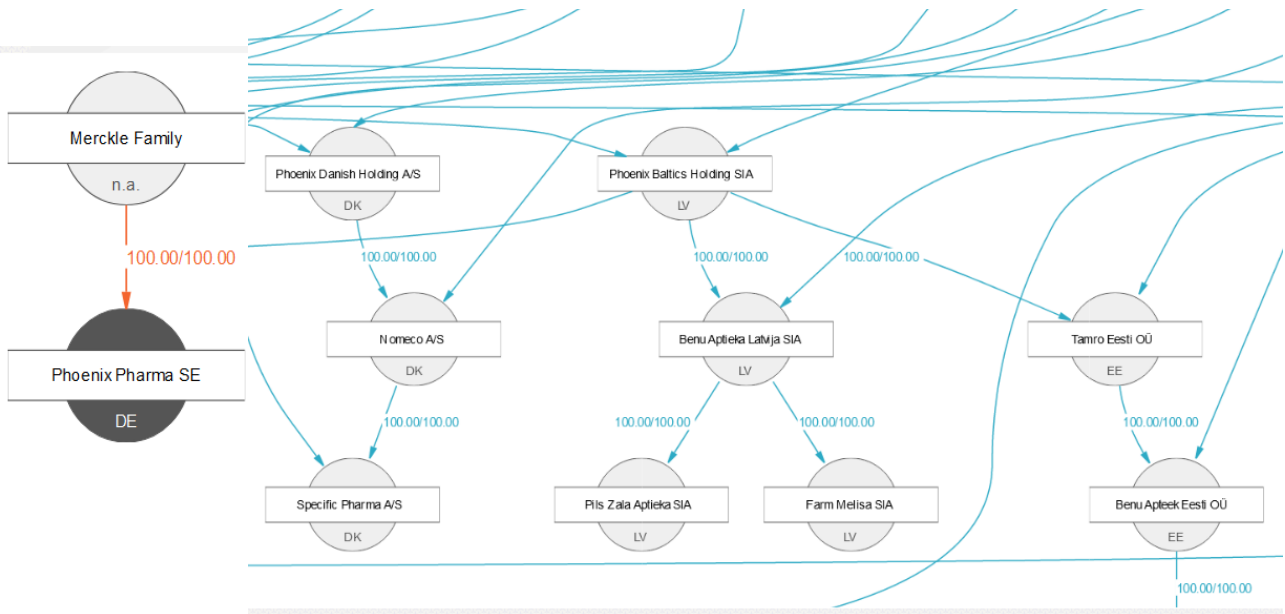 Merckle Family
n.a.
100.00/100.00
Phoenix Pharma SE
DE
Phoenix Danish Holding A/S
DK
Phoenix Baltics Holding SIA
LV
100.00/100.00
100.00/100.00
100.00/100.00
Nomeco A/S
DK
Benu Aptieka Latvija SIA
LV
Tamro Eesti OÜ
EE
100.00/100.00
100.00/100.00
100.00/100.00
100.00/100.00
Specific Pharma A/S
DK
Pils Zala Aptieka SIA
LV
Farm Melisa SIA
LV
Benu Apteek Eesti OÜ
EE
100.00/100.00